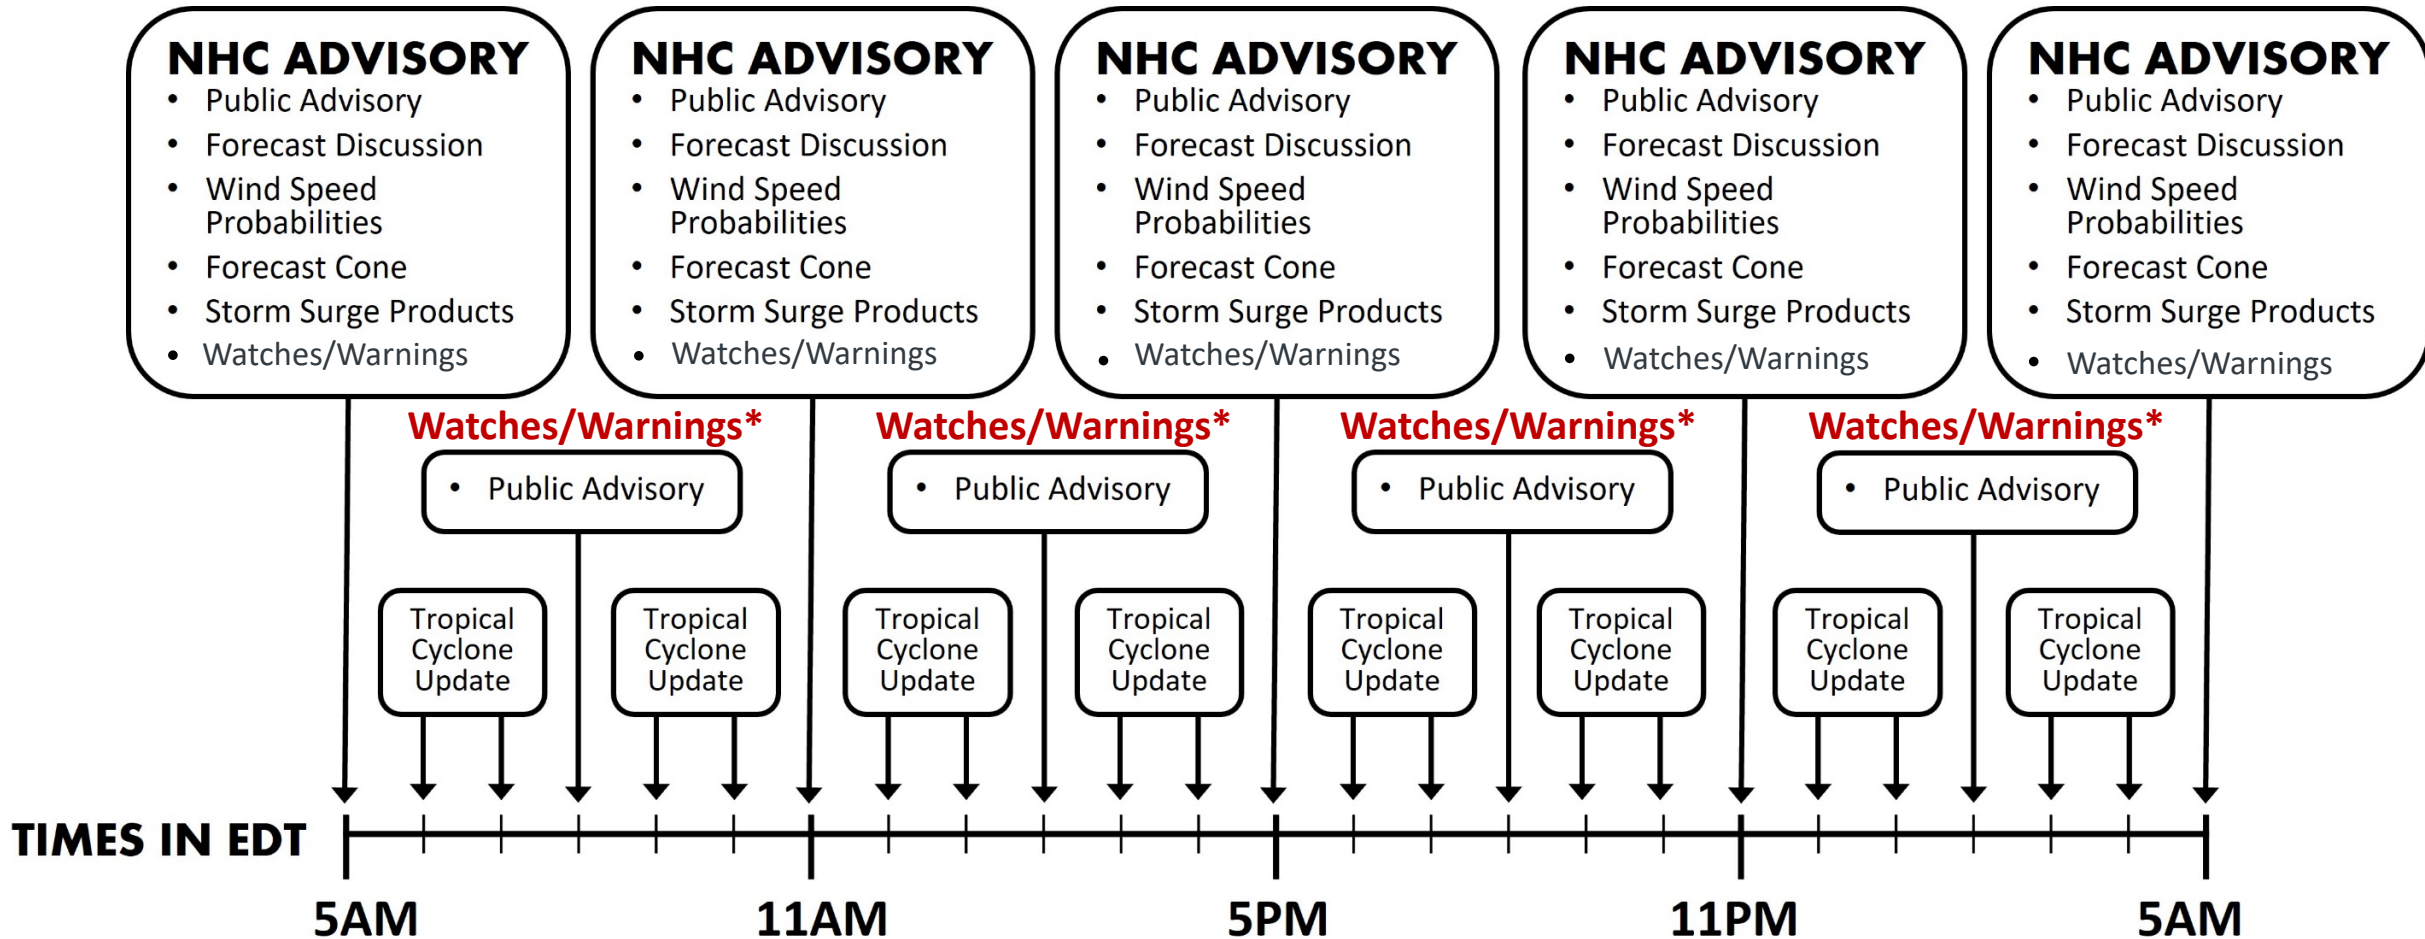 NHC ADVISORY
• Public Advisory
• Forecast Discussion
• Wind Speed
Probabilities
• Forecast Cone
• Storm Surge Products
• Watches/Warnings
NHC ADVISORY
• Public Advisory
• Forecast Discussion
• Wind Speed
Probabilities
• Forecast Cone
• Storm Surge Products
• Watches/Warnings
NHC ADVISORY
• Public Advisory
• Forecast Discussion
• Wind Speed
Probabilities
• Forecast Cone
• Storm Surge Products
• Watches/Warnings
NHC ADVISORY
• Public Advisory
• Forecast Discussion
• Wind Speed
Probabilities
• Forecast Cone
• Storm Surge Products
• Watches/Warnings
NHC ADVISORY
• Public Advisory
• Forecast Discussion
• Wind Speed
Probabilities
• Forecast Cone
• Storm Surge Products
• Watches/Warnings
Watches/Warnings*
• Public Advisory
Watches/Warnings*
• Public Advisory
Watches/Warnings*
• Public Advisory
Watches/Warnings*
• Public Advisory
Tropical
Cyclone
Update
Tropical
Cyclone
Update
Tropical
Cyclone
Update
Tropical
Cyclone
Update
Tropical
Cyclone
Update
Tropical
Cyclone
Update
Tropical
Cyclone
Update
Tropical
Cyclone
Update
TIMES IN EDT
5AM
11AM
5PM
11PM
5AM